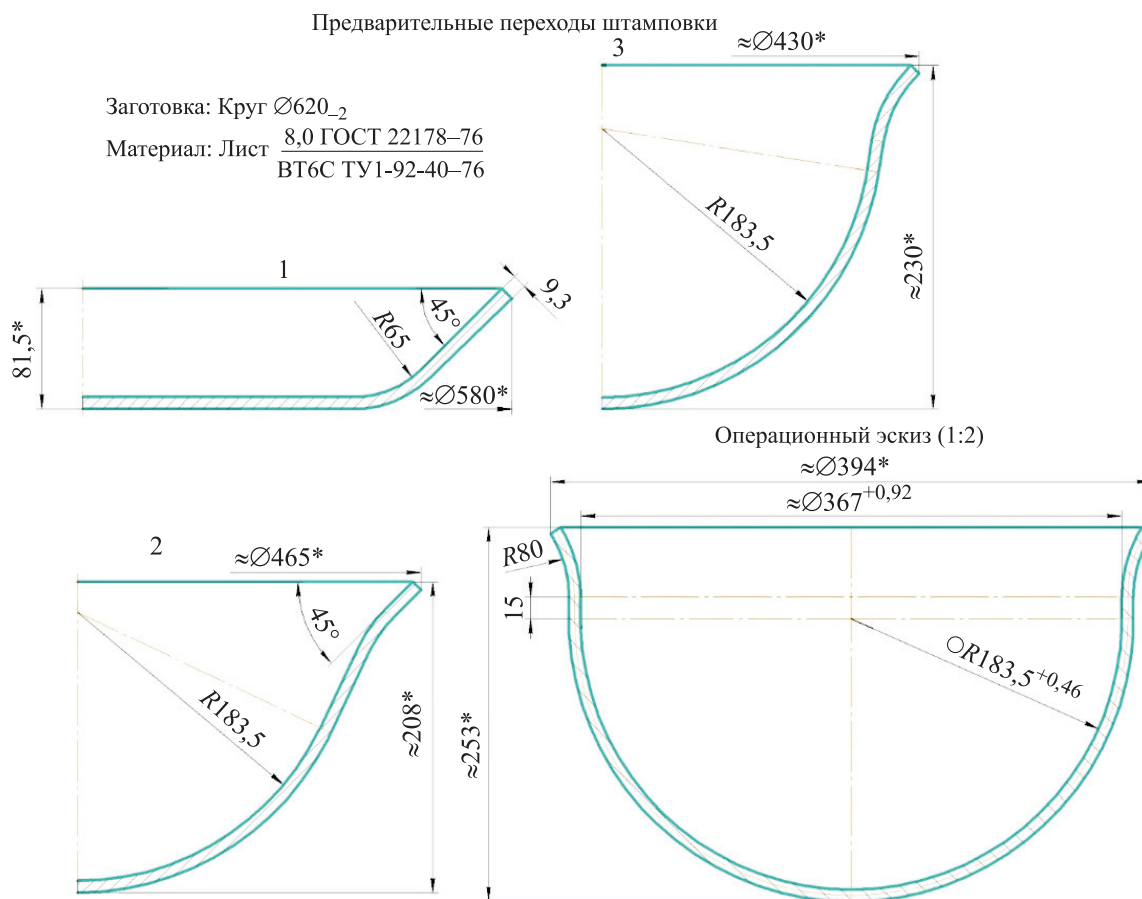 Предварительные переходы штамповки
3
≈∅430*
Заготовка: Круг ∅620₋₂
Материал: Лист 8,0 ГОСТ 22178–76
ВТ6С ТУ1-92-40–76
R183,5
≈230*
1
81,5*
R65
45°
9,3
≈∅580*
2
≈∅465*
45°
R183,5
≈208*
Операционный эскиз (1:2)
≈∅394*
≈∅367⁺⁰,⁹²
R80
15
≈253*
○R183,5⁺⁰,⁴⁶